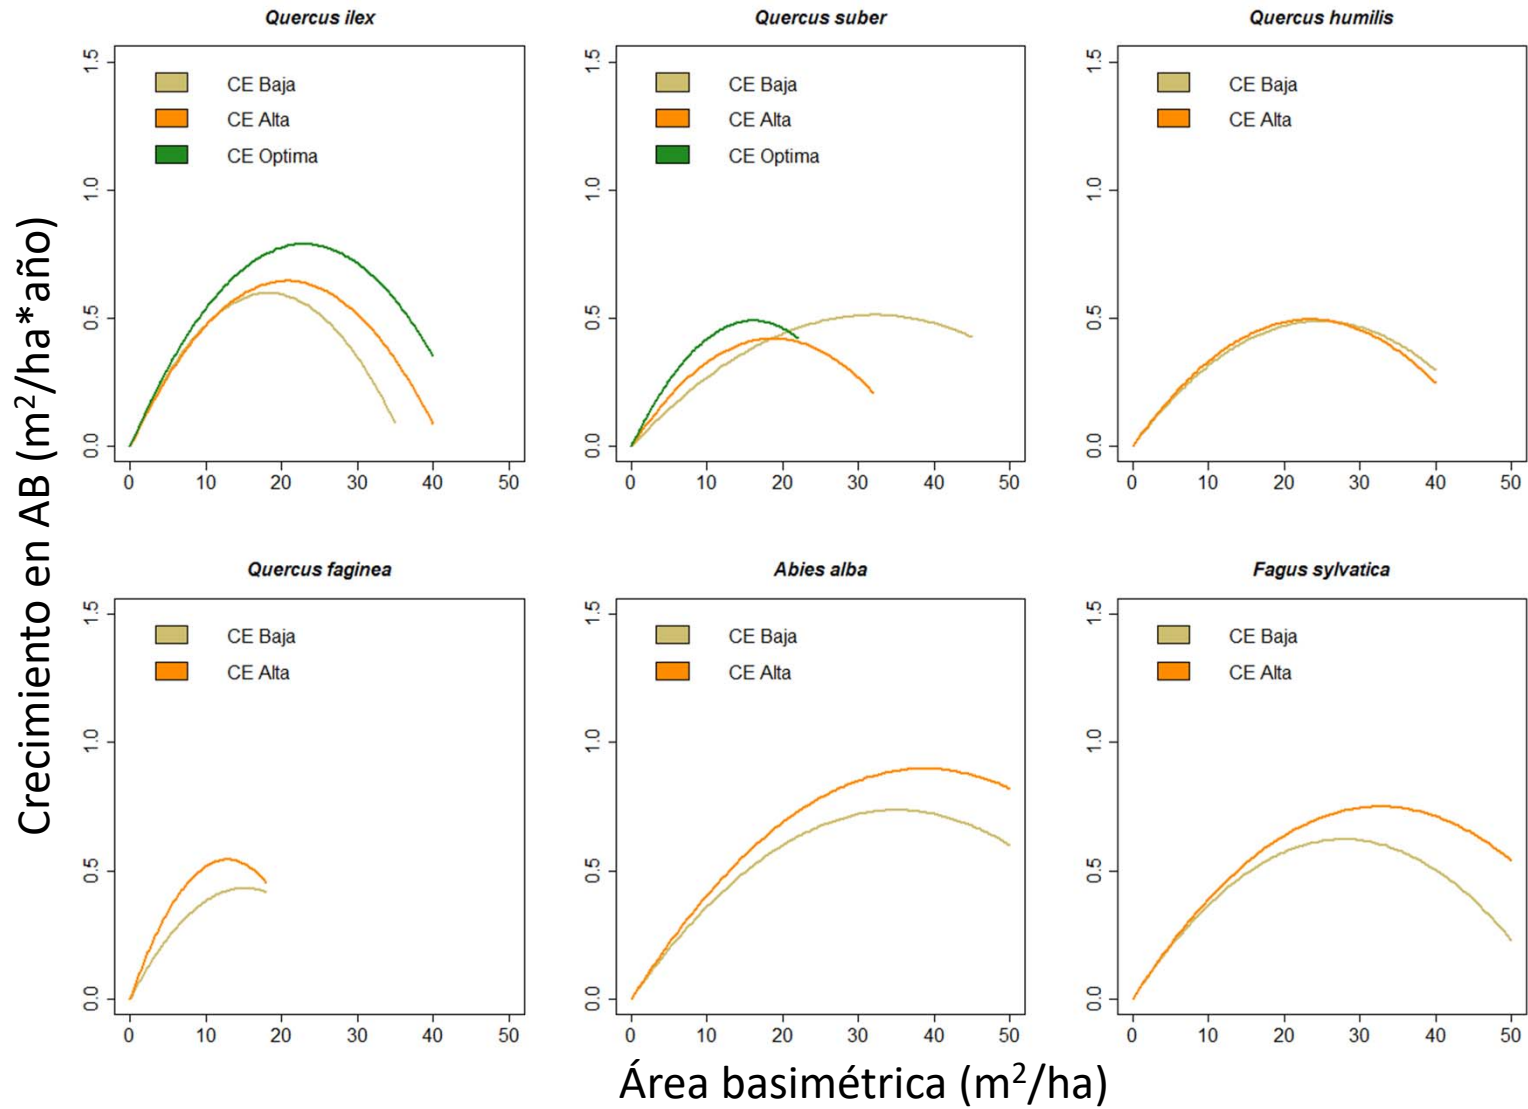 Quercus ilex
1.5
1.0
0.5
0.0
CE Baja
CE Alta
CE Optima
0 10 20 30 40 50
Quercus suber
1.5
1.0
0.5
0.0
CE Baja
CE Alta
CE Optima
0 10 20 30 40 50
Quercus humilis
1.5
1.0
0.5
0.0
CE Baja
CE Alta
0 10 20 30 40 50
Crecimiento en AB (m²/ha*año)
Quercus faginea
1.5
1.0
0.5
0.0
CE Baja
CE Alta
0 10 20 30 40 50
Abies alba
1.5
1.0
0.5
0.0
CE Baja
CE Alta
0 10 20 30 40 50
Fagus sylvatica
1.5
1.0
0.5
0.0
CE Baja
CE Alta
0 10 20 30 40 50
Área basimétrica (m²/ha)